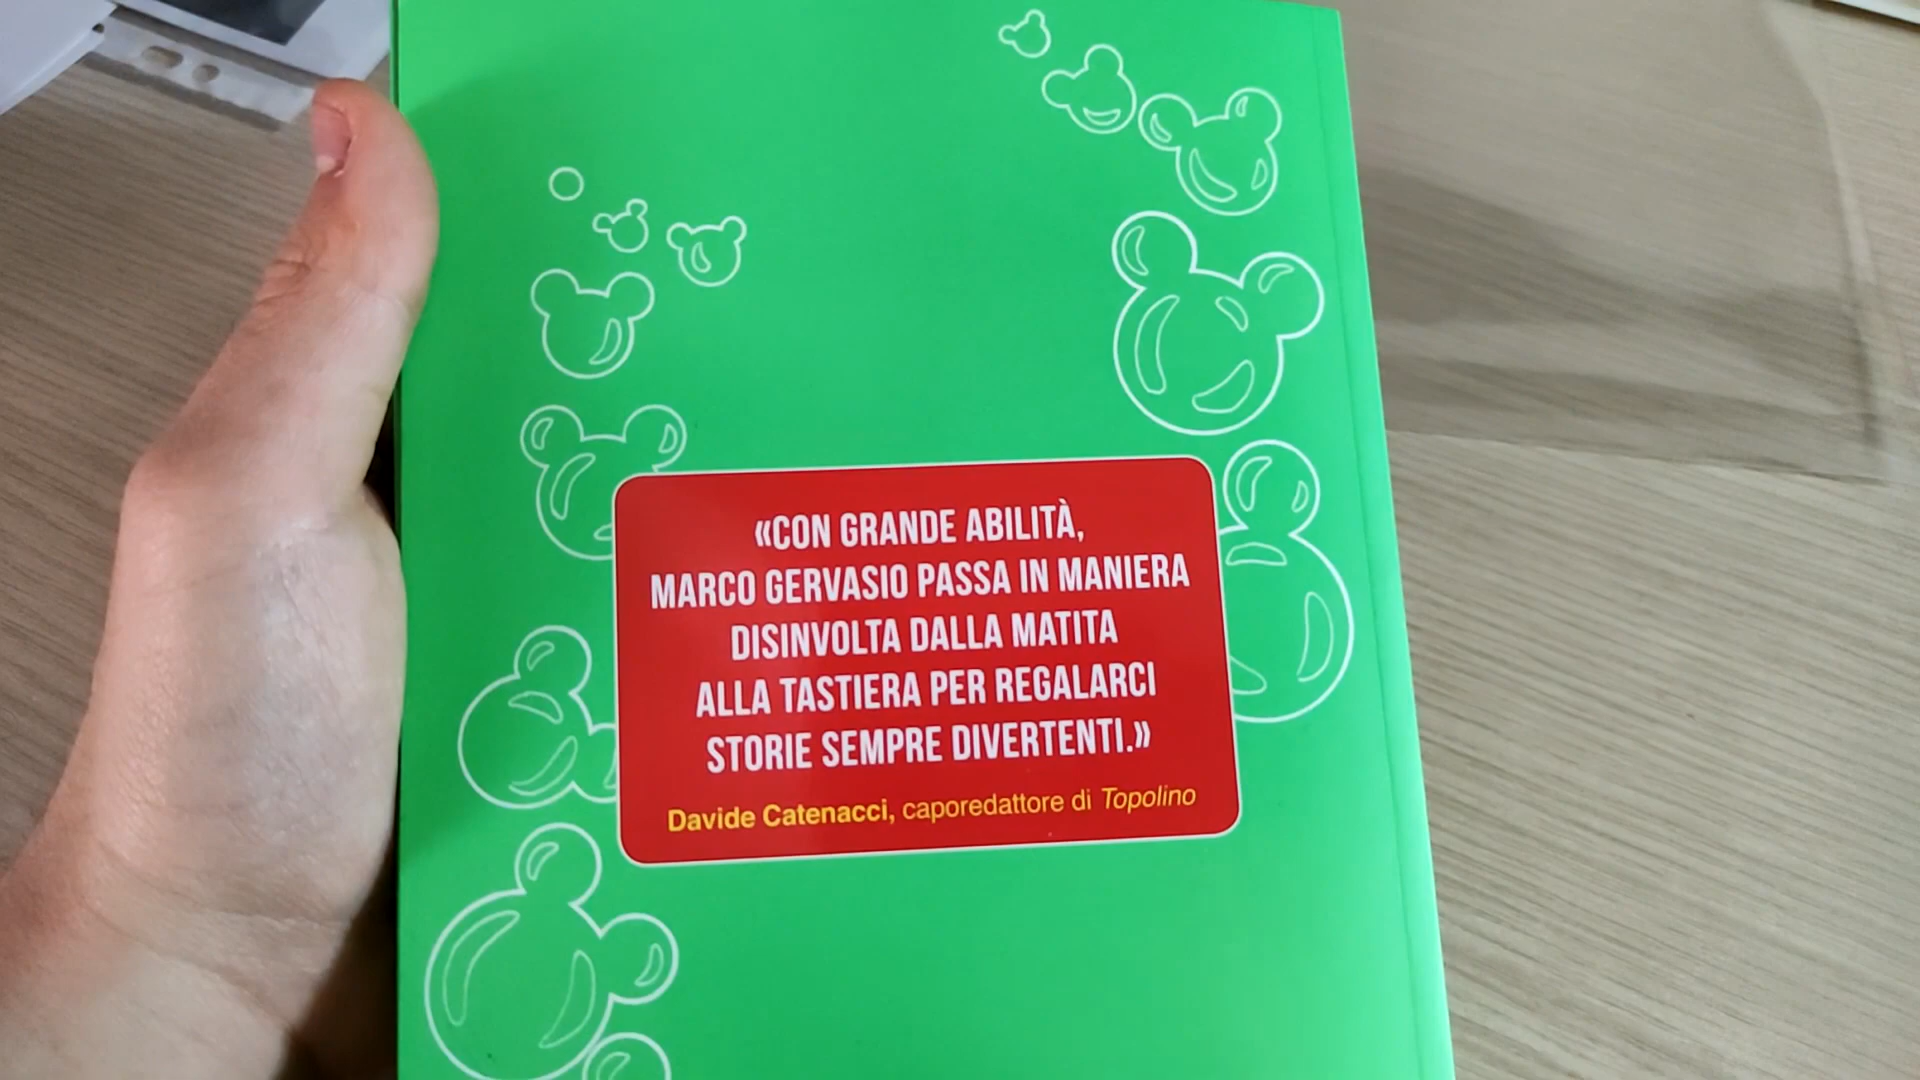 «CON GRANDE ABILITÀ,
MARCO GERVASIO PASSA IN MANIERA
DISINVOLTA DALLA MATITA
ALLA TASTIERA PER REGALARCI
STORIE SEMPRE DIVERTENTI.»
Davide Catenacci, caporedattore di Topolino